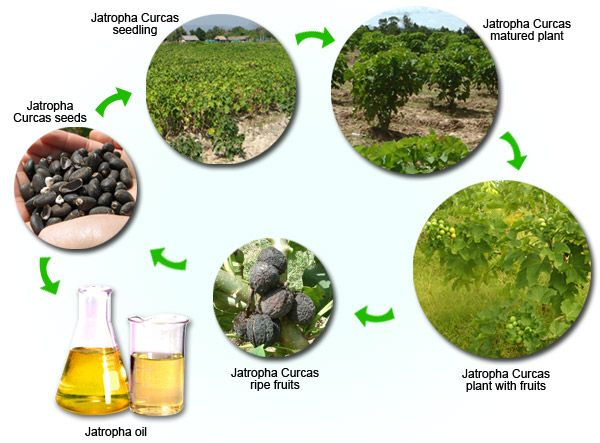 Jatropha Curcas
seedling
Jatropha Curcas
matured plant
Jatropha
Curcas seeds
Jatropha Curcas
plant with fruits
Jatropha Curcas
ripe fruits
Jatropha oil